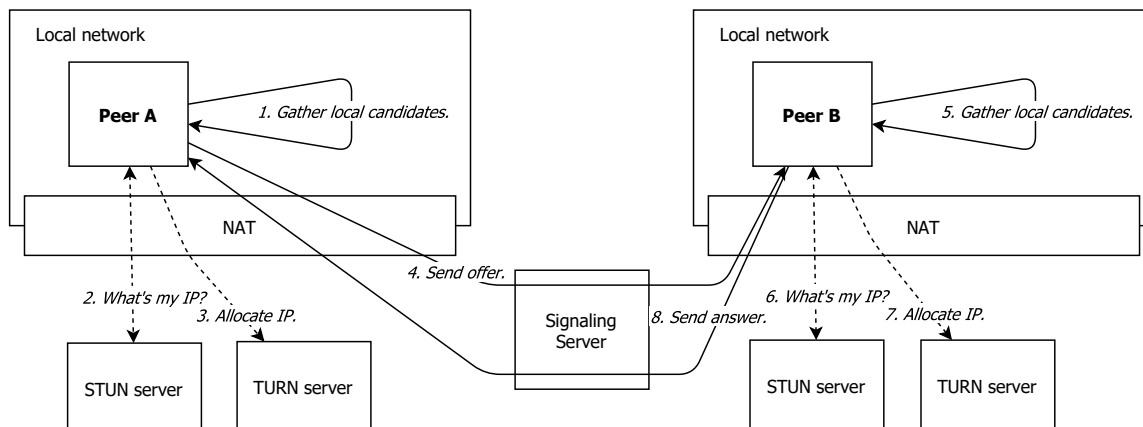 Local network
Peer A
1. Gather local candidates.
NAT
2. What's my IP?
3. Allocate IP.
STUN server
TURN server
4. Send offer.
Signaling
Server
8. Send answer.
Local network
Peer B
5. Gather local candidates.
NAT
6. What's my IP?
7. Allocate IP.
STUN server
TURN server